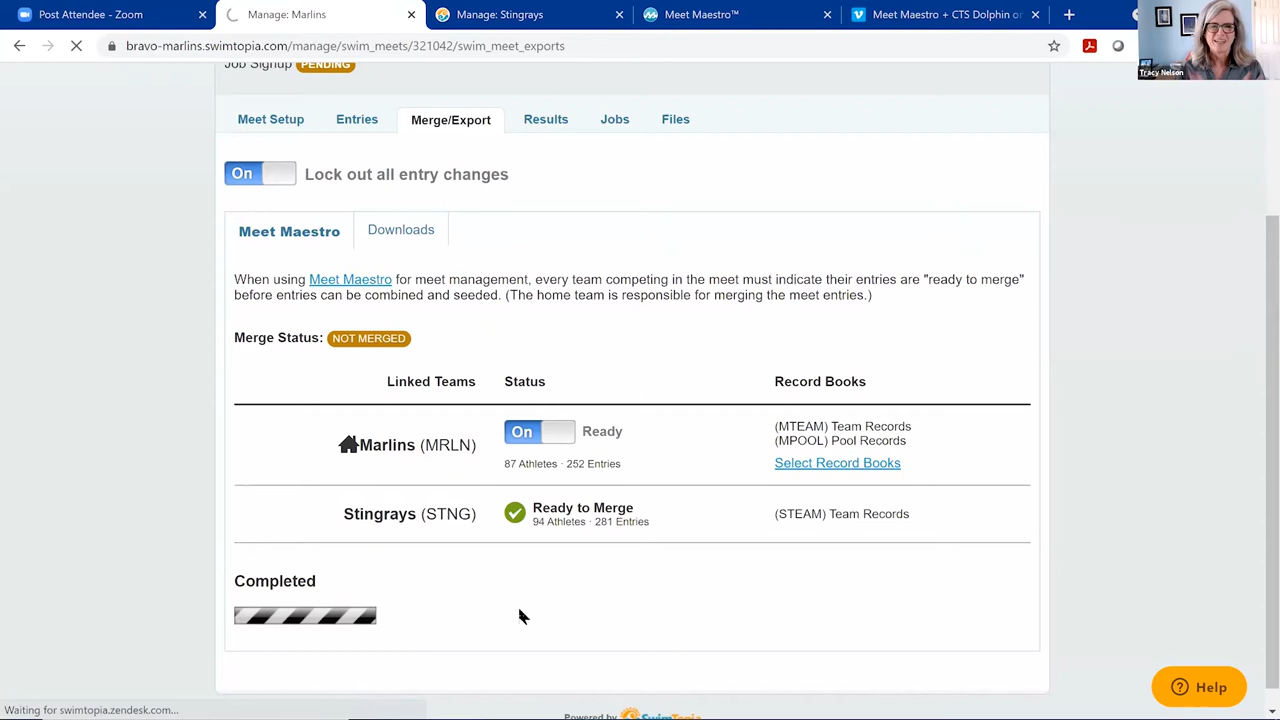 Post Attendee - Zoom
Manage: Marlins
Manage: Stingrays
Meet Maestro™
Meet Maestro + CTS Dolphin or
bravo-marlins.swimtopia.com/manage/swim_meets/321042/swim_meet_exports
Tracy Nelson
Job Signup PENDING
Meet Setup
Entries
Merge/Export
Results
Jobs
Files
On
Lock out all entry changes
Meet Maestro
Downloads
When using Meet Maestro for meet management, every team competing in the meet must indicate their entries are "ready to merge"
before entries can be combined and seeded. (The home team is responsible for merging the meet entries.)
Merge Status: NOT MERGED
Linked Teams
Status
Record Books
Marlins (MRLN)
On
Ready
87 Athletes · 252 Entries
(MTEAM) Team Records
(MPOOL) Pool Records
Select Record Books
Stingrays (STNG)
Ready to Merge
94 Athletes · 281 Entries
(STEAM) Team Records
Completed
Help
Waiting for swimtopia.zendesk.com...
Powered by SwimTopia